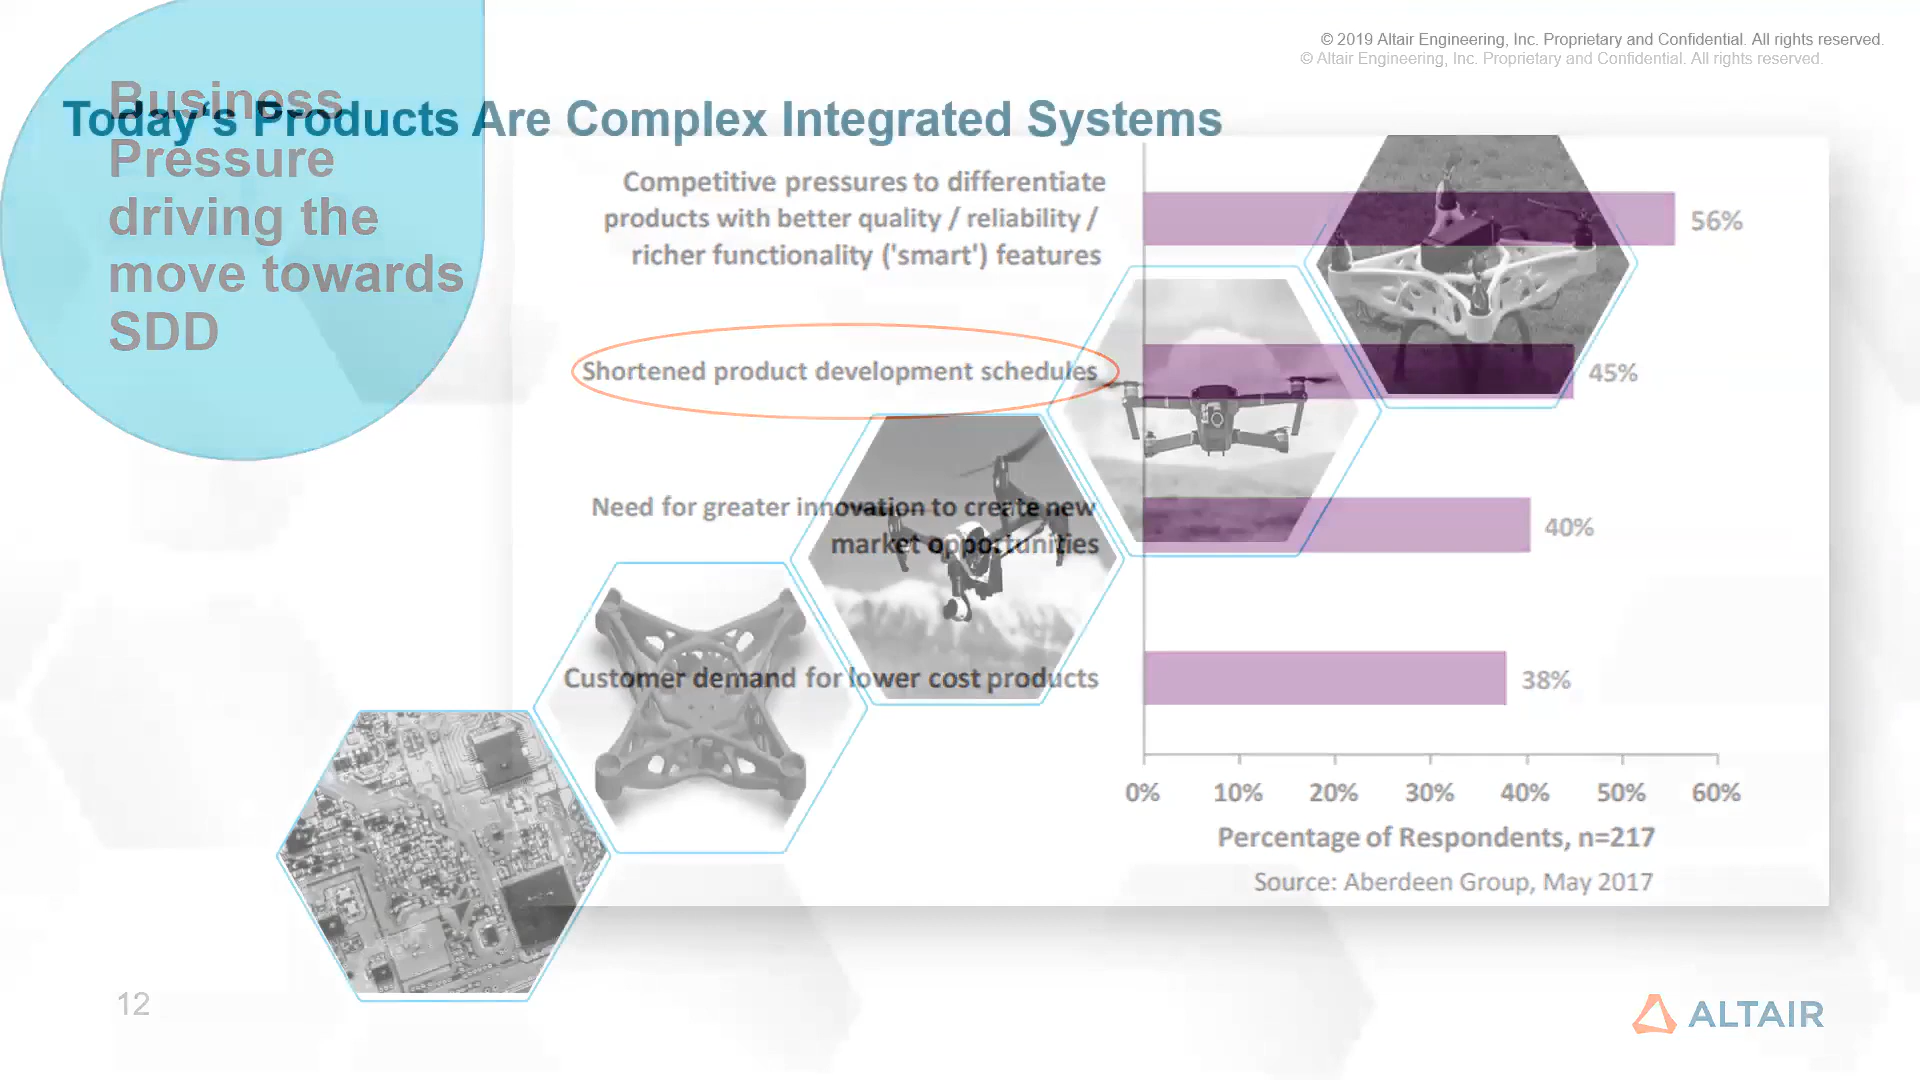 © 2019 Altair Engineering, Inc. Proprietary and Confidential. All rights reserved.
© Altair Engineering, Inc. Proprietary and Confidential. All rights reserved.
Today's Products Are Complex Integrated Systems
Business
Pressure
driving the
move towards
SDD
Competitive pressures to differentiate
products with better quality / reliability /
richer functionality ('smart') features
56%
Shortened product development schedules
45%
Need for greater innovation to create new
market opportunities
40%
Customer demand for lower cost products
38%
0% 10% 20% 30% 40% 50% 60%
Percentage of Respondents, n=217
Source: Aberdeen Group, May 2017
12
ALTAIR